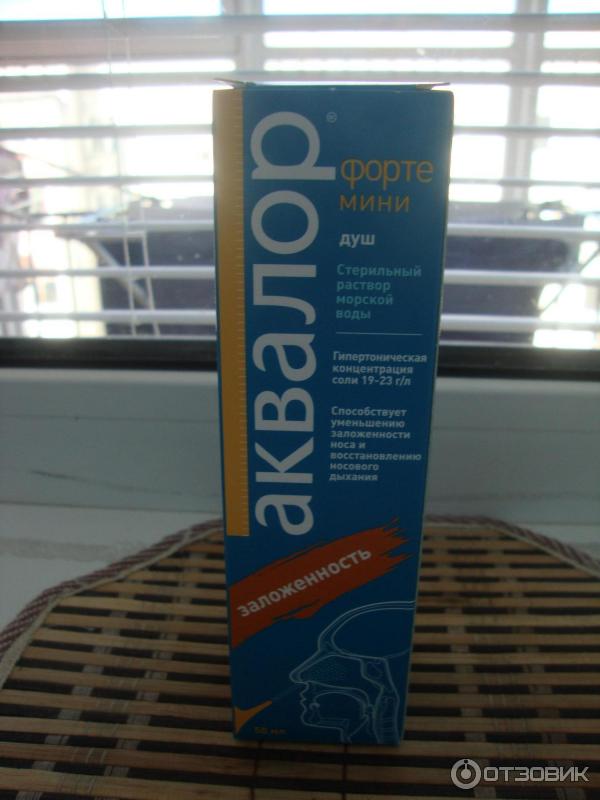 аквалор®
форте
мини
душ
Стерильный
раствор
морской
воды
Гипертоническая
концентрация
соли 19-23 г/л
Способствует
уменьшению
заложенности
носа и
восстановлению
носового
дыхания
заложенность
50 мл
ОТЗОВИК